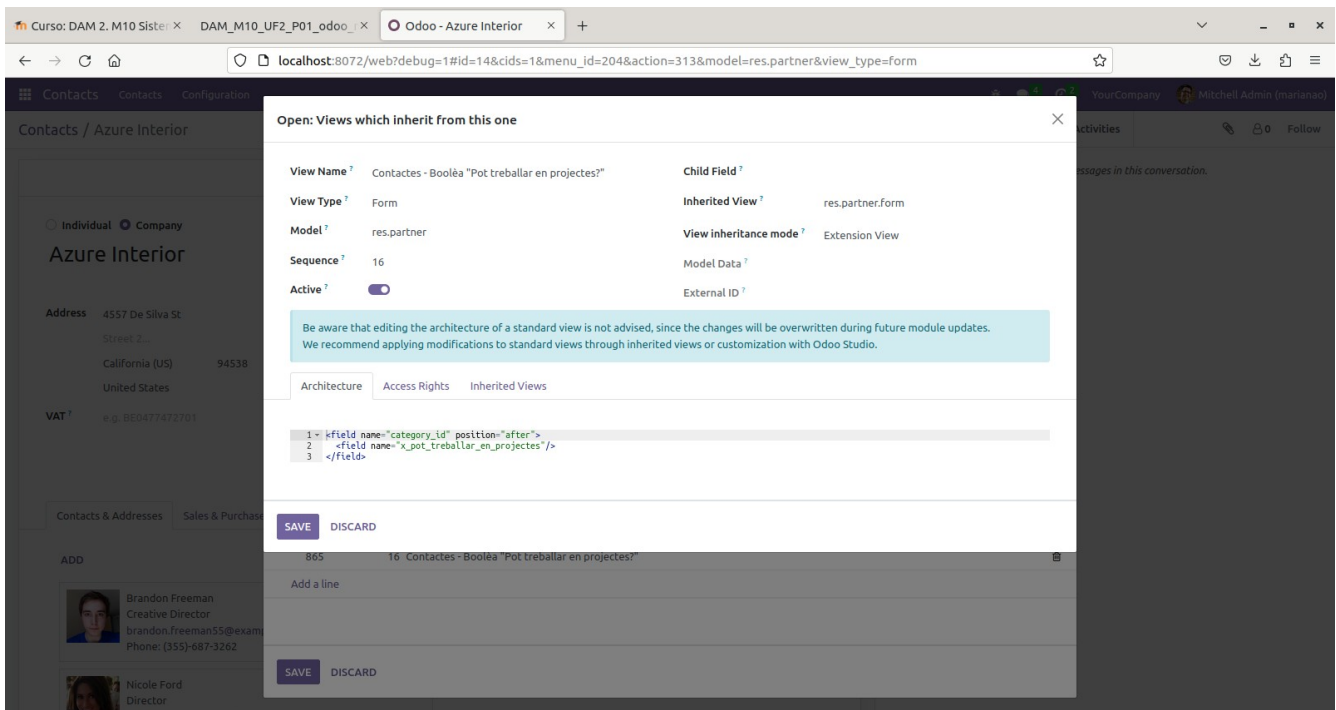 Curso: DAM 2. M10 Sister
DAM_M10_UF2_P01_odoo_
Odoo - Azure Interior
localhost:8072/web?debug=1#id=14&cids=1&menu_id=204&action=313&model=res.partner&view_type=form
Contacts Contacts Configuration
YourCompany Mitchell Admin (marianao)
Contacts / Azure Interior
Activities
0 Follow
Open: Views which inherit from this one
essages in this conversation.
View Name ? Contactes - Boolèa "Pot treballar en projectes?"
Child Field ?
View Type ? Form
Inherited View ? res.partner.form
Model ? res.partner
View inheritance mode ? Extension View
Sequence ? 16
Model Data ?
Active ?
External ID ?
Individual Company
Azure Interior
Address 4557 De Silva St
Street 2...
California (US) 94538
United States
VAT ? e.g. BE0477472701
Be aware that editing the architecture of a standard view is not advised, since the changes will be overwritten during future module updates.
We recommend applying modifications to standard views through inherited views or customization with Odoo Studio.
Architecture Access Rights Inherited Views
1 <field name="category_id" position="after">
2 <field name="x_pot_treballar_en_projectes"/>
3 </field>
SAVE DISCARD
Contacts & Addresses Sales & Purchase
865 16 Contactes - Boolèa "Pot treballar en projectes?"
Add a line
SAVE DISCARD
ADD
Brandon Freeman
Creative Director
brandon.freeman55@examp
Phone: (355)-687-3262
Nicole Ford
Director